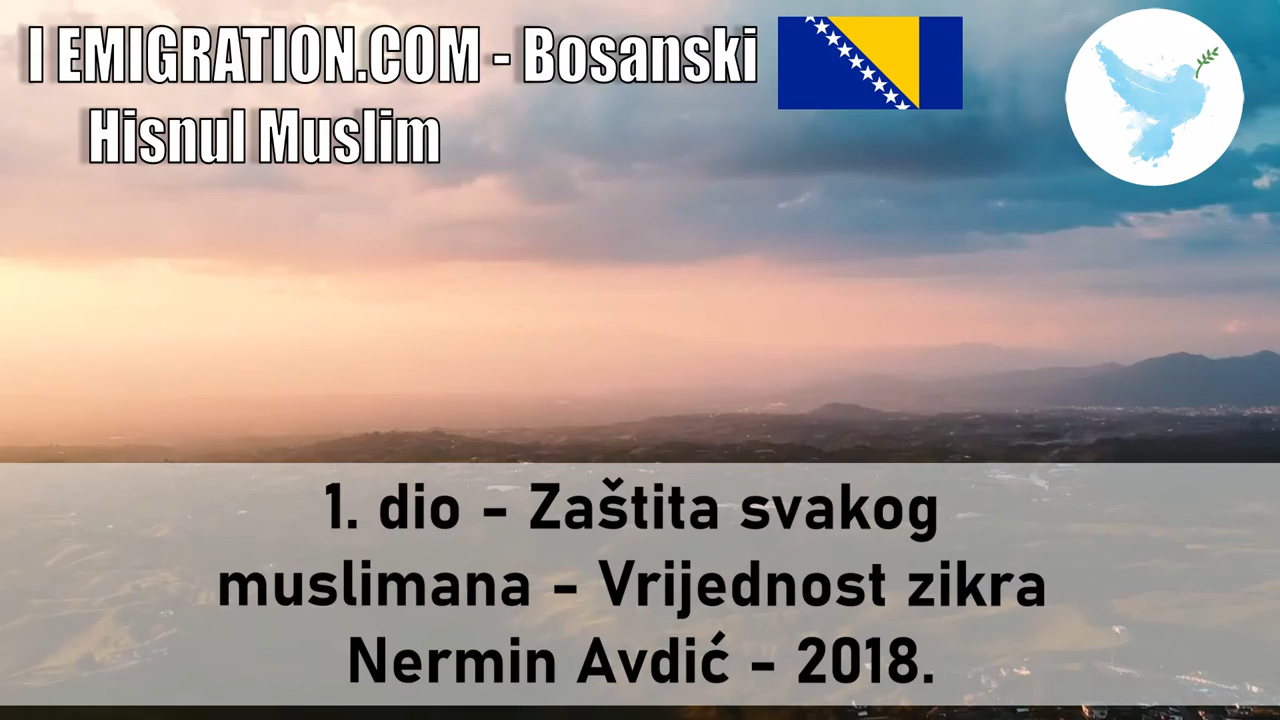 I EMIGRATION.COM - Bosanski
Hisnul Muslim
1. dio - Zaštita svakog
muslimana - Vrijednost zikra
Nermin Avdić - 2018.